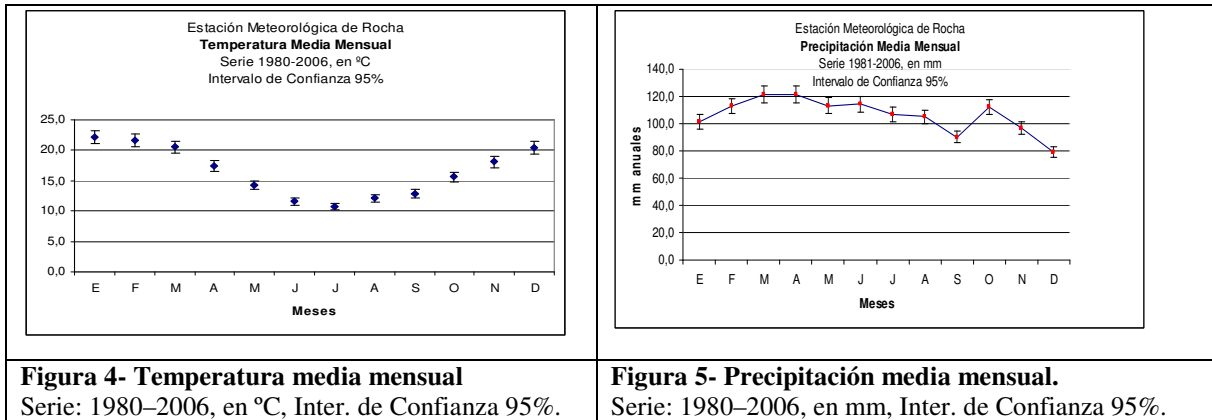 Estación Meteorológica de Rocha
Temperatura Media Mensual
Serie 1980-2006, en ºC
Intervalo de Confianza 95%
25,0
20,0
15,0
10,0
5,0
0,0
E F M A M J J A S O N D
Meses
Estación Meteorológica de Rocha
Precipitación Media Mensual
Serie 1981-2006, en mm
Intervalo de Confianza 95%
140,0
120,0
100,0
80,0
60,0
40,0
20,0
0,0
mm anuales
E F M A M J J A S O N D
Meses
Figura 4- Temperatura media mensual
Serie: 1980–2006, en ºC, Inter. de Confianza 95%.
Figura 5- Precipitación media mensual.
Serie: 1980–2006, en mm, Inter. de Confianza 95%.